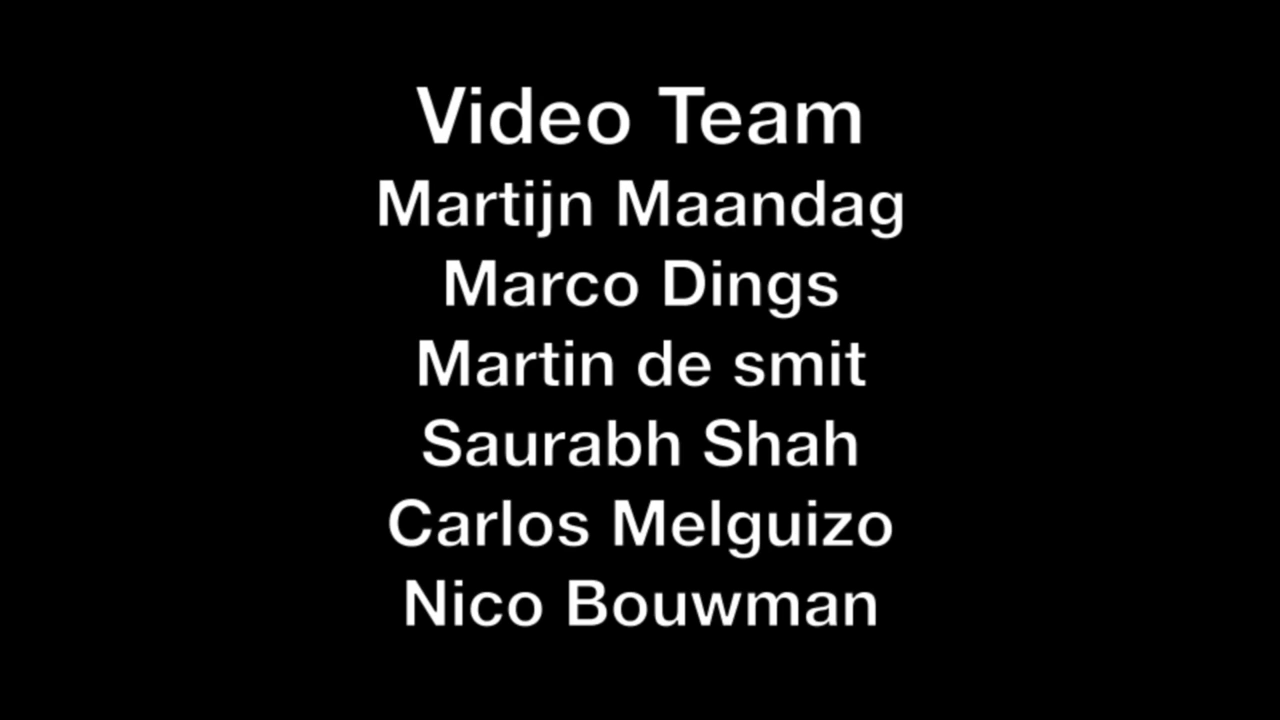 Video Team
Martijn Maandag
Marco Dings
Martin de smit
Saurabh Shah
Carlos Melguizo
Nico Bouwman